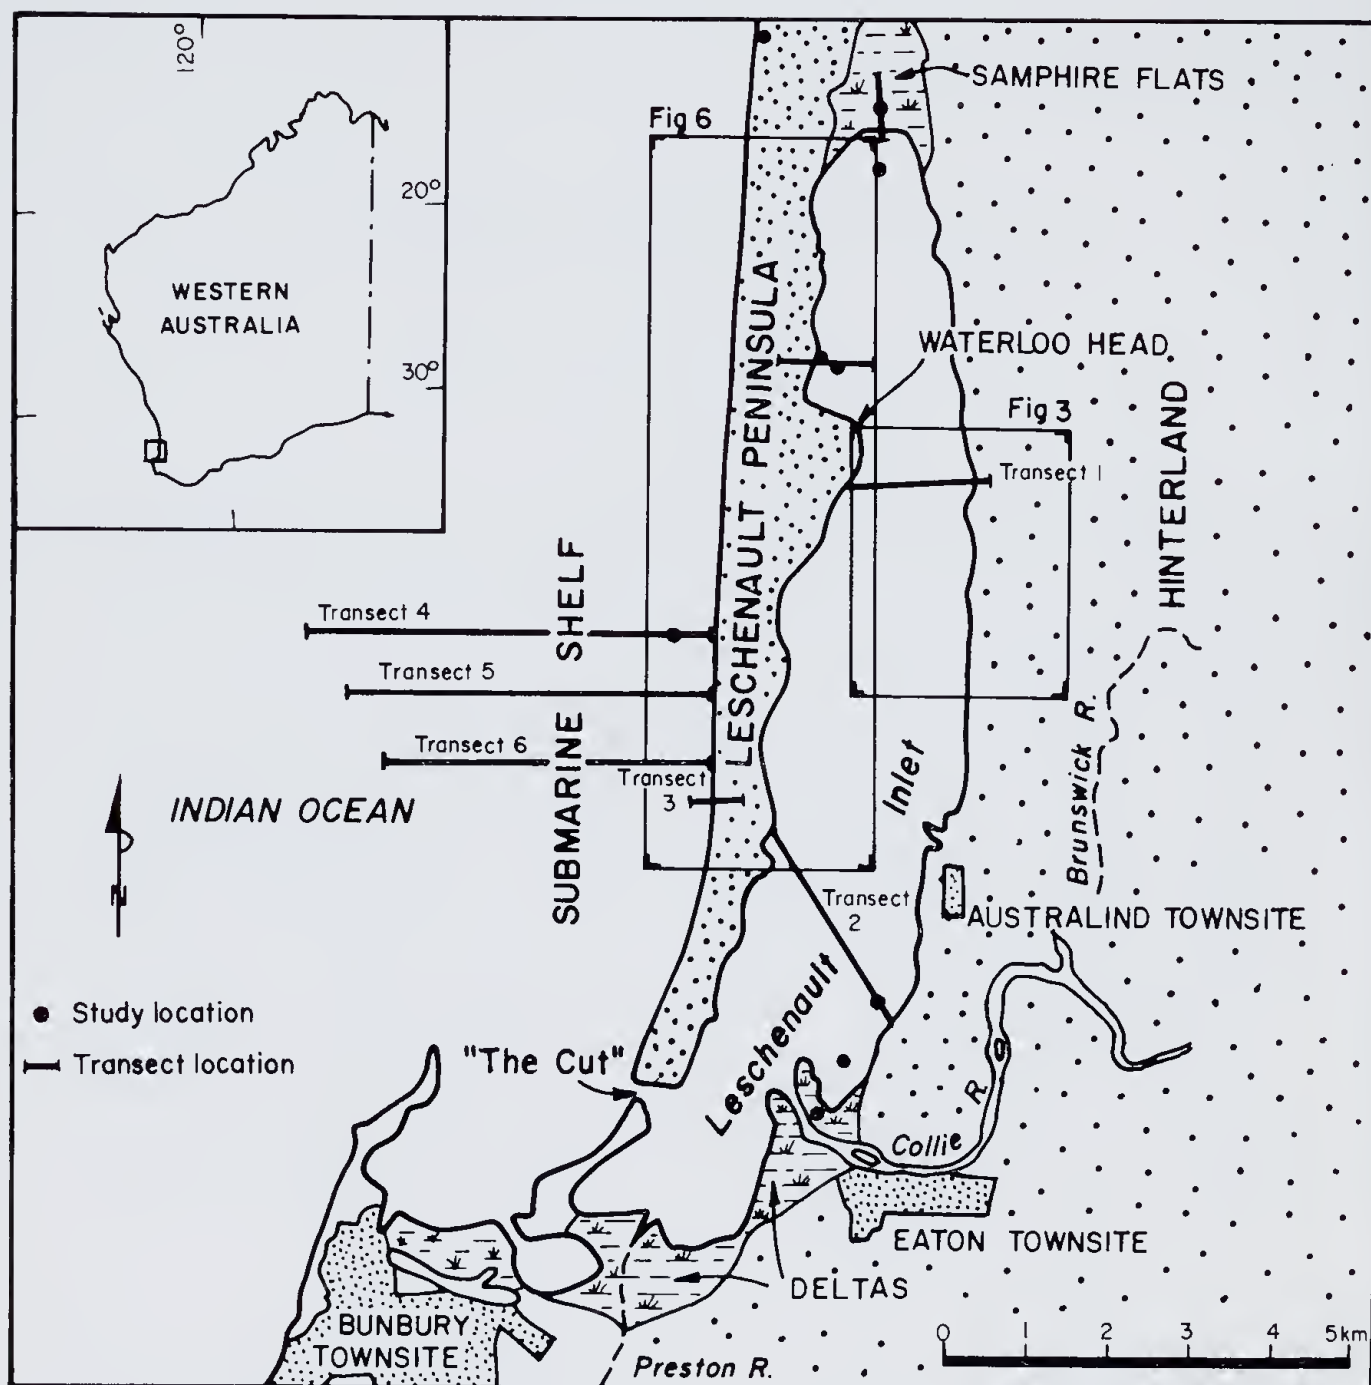 120°
20°
30°
WESTERN
AUSTRALIA
SAMPHIRE FLATS
Fig 6
LESCHENAULT PENINSULA
WATERLOO HEAD
Fig 3
Transect 1
HINTERLAND
Transect 4
SUBMARINE SHELF
Transect 5
Transect 6
Transect
3
INDIAN OCEAN
N
Leschenault Inlet
Brunswick R.
Transect
2
AUSTRALIND TOWNSITE
Study location
Transect location
"The Cut"
Collie R.
EATON TOWNSITE
DELTAS
BUNBURY
TOWNSITE
Preston R.
0 1 2 3 4 5km